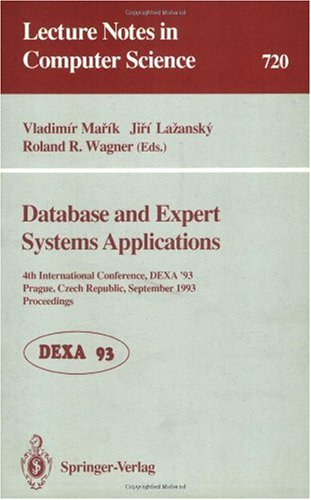 Lecture Notes in
Computer Science
720
Vladimír Mařík Jiří Lažanský
Roland R. Wagner (Eds.)
Database and Expert
Systems Applications
4th International Conference, DEXA '93
Prague, Czech Republic, September 1993
Proceedings
DEXA 93
Springer-Verlag